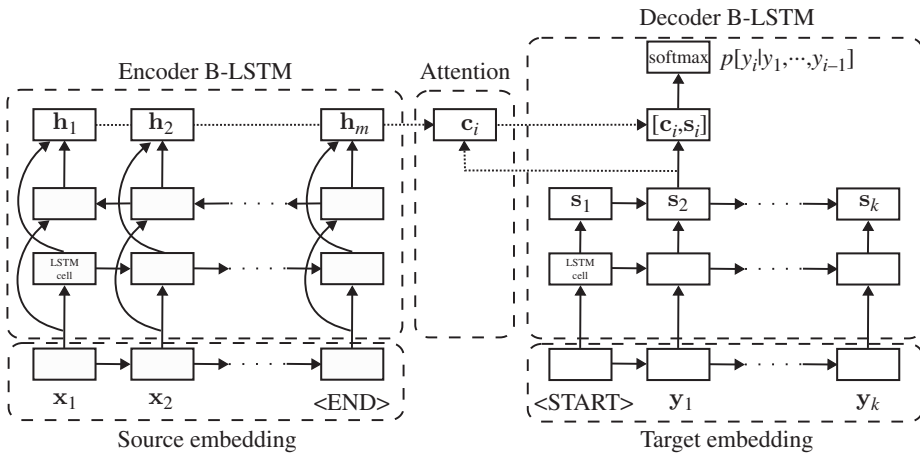 Decoder B-LSTM
Encoder B-LSTM
Attention
softmax
p[y_i|y_1,···,y_{i–1}]
h_1
h_2
h_m
c_i
[c_i,s_i]
s_1
s_2
s_k
LSTM
cell
LSTM
cell
· · · ·
· · · ·
· · · ·
· · · ·
· · · ·
· · · ·
x_1
x_2
<END>
<START>
y_1
y_k
Source embedding
Target embedding